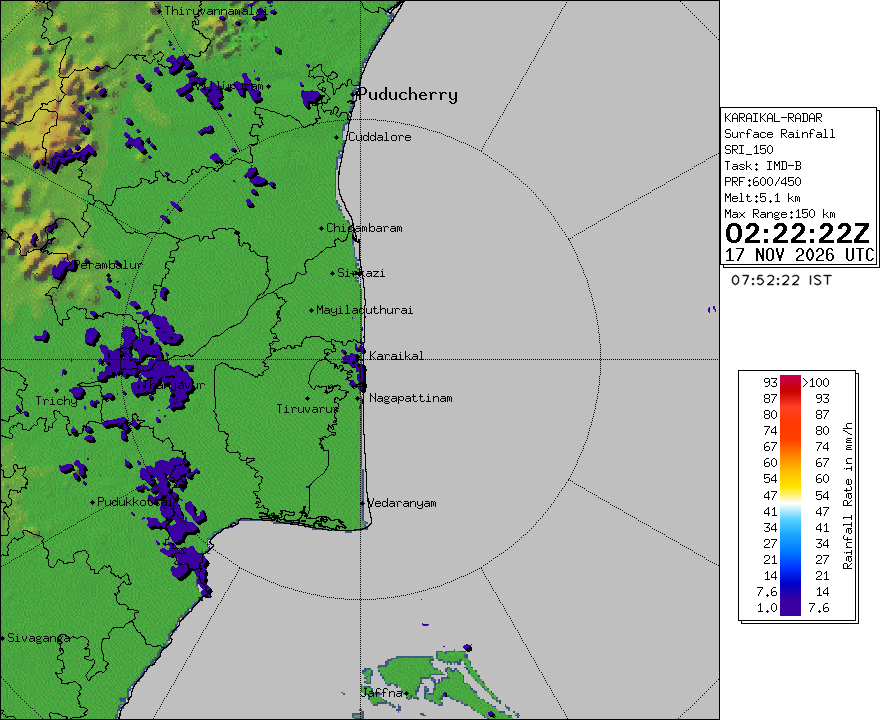 Thiruvannamalai
Puducherry
Cuddalore
Chidambaram
Perambalur
Sirkazi
Mayiladuthurai
Karaikal
Thanjavur
Trichy
Tiruvarur
Nagapattinam
Pudukkottai
Vedaranyam
Sivaganga
Jaffna
KARAIKAL-RADAR
Surface Rainfall
SRI_150
Task: IMD-B
PRF:600/450
Melt:5.1 km
Max Range:150 km
02:22:22Z
17 NOV 2026 UTC
07:52:22 IST
93 >100
87 93
80 87
74 80
67 74
60 67
54 60
47 54
41 47
34 41
27 34
21 27
14 21
7.6 14
1.0 7.6
Rainfall Rate in mm/h